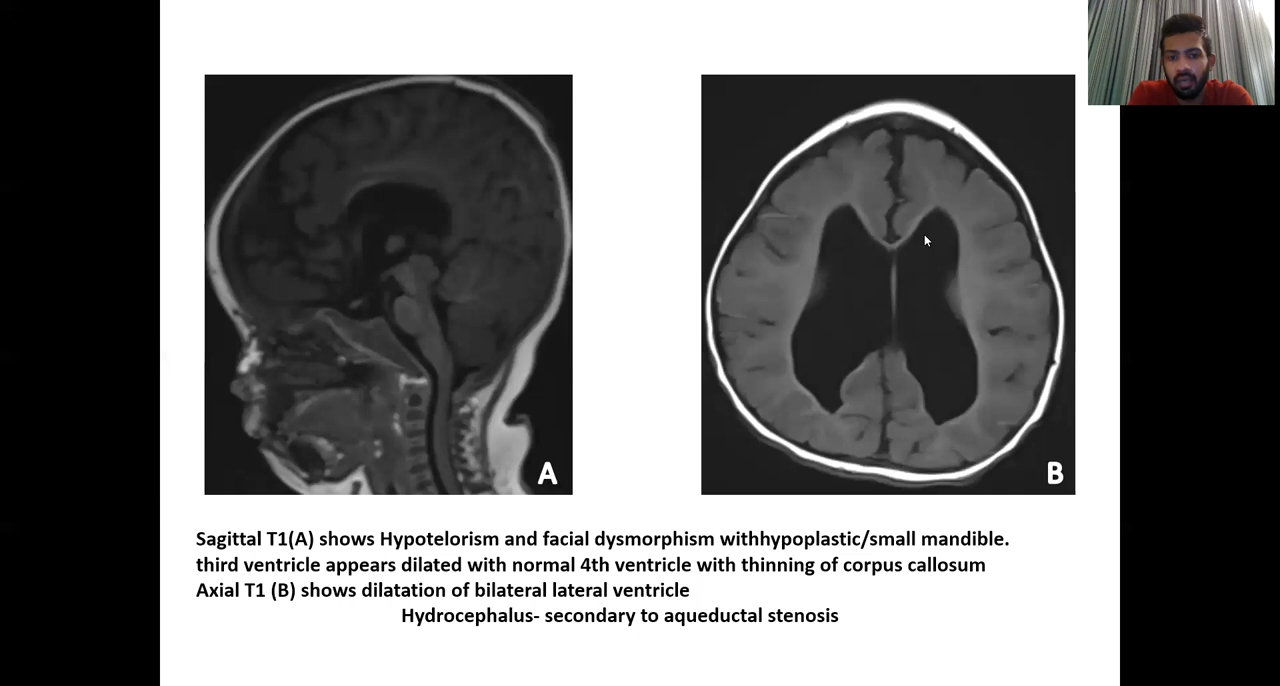 A
B
Sagittal T1(A) shows Hypotelorism and facial dysmorphism withhypoplastic/small mandible.
third ventricle appears dilated with normal 4th ventricle with thinning of corpus callosum
Axial T1 (B) shows dilatation of bilateral lateral ventricle
Hydrocephalus- secondary to aqueductal stenosis